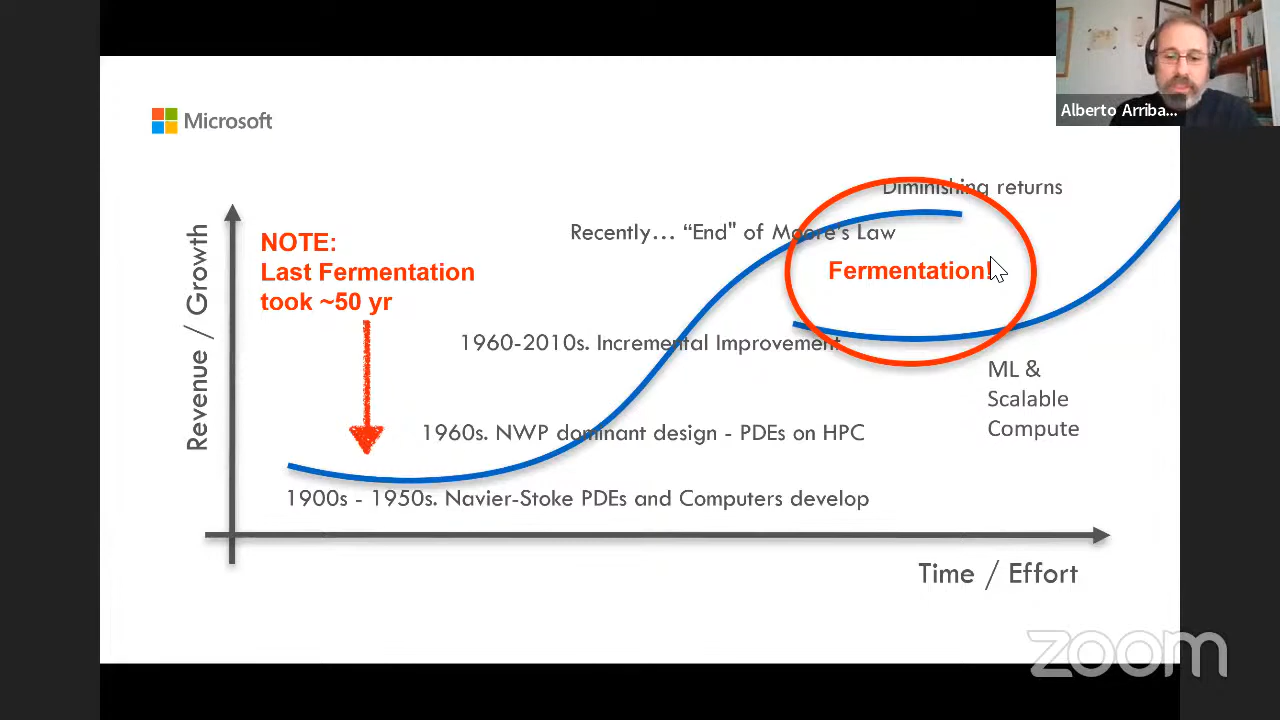 Alberto Arriba...
Microsoft
Diminishing returns
Recently... “End" of Moore's Law
NOTE:
Last Fermentation
took ~50 yr
Fermentation!
Revenue / Growth
1960-2010s. Incremental Improvement
ML &
Scalable
Compute
1960s. NWP dominant design - PDEs on HPC
1900s - 1950s. Navier-Stoke PDEs and Computers develop
Time / Effort
zoom